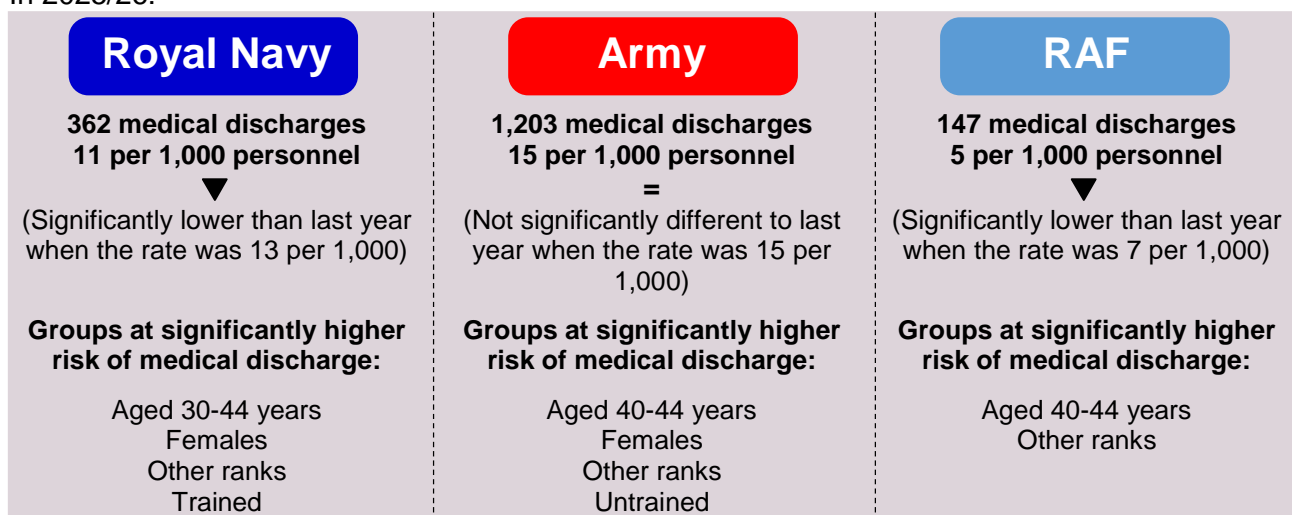 In
Royal Navy
362 medical discharges
11 per 1,000 personnel
▼
(Significantly lower than last year
when the rate was 13 per 1,000)
Groups at significantly higher
risk of medical discharge:
Aged 30-44 years
Females
Other ranks
Trained
Army
1,203 medical discharges
15 per 1,000 personnel
=
(Not significantly different to last
year when the rate was 15 per
1,000)
Groups at significantly higher
risk of medical discharge:
Aged 40-44 years
Females
Other ranks
Untrained
RAF
147 medical discharges
5 per 1,000 personnel
▼
(Significantly lower than last year
when the rate was 7 per 1,000)
Groups at significantly higher
risk of medical discharge:
Aged 40-44 years
Other ranks